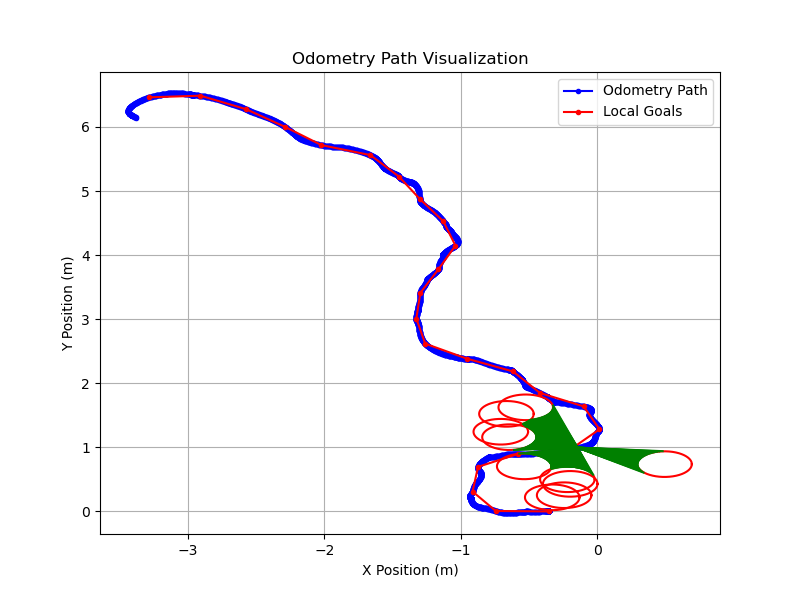 Odometry Path Visualization
Odometry Path
Local Goals
Y Position (m)
6
5
4
3
2
1
0
−3
−2
−1
0
X Position (m)